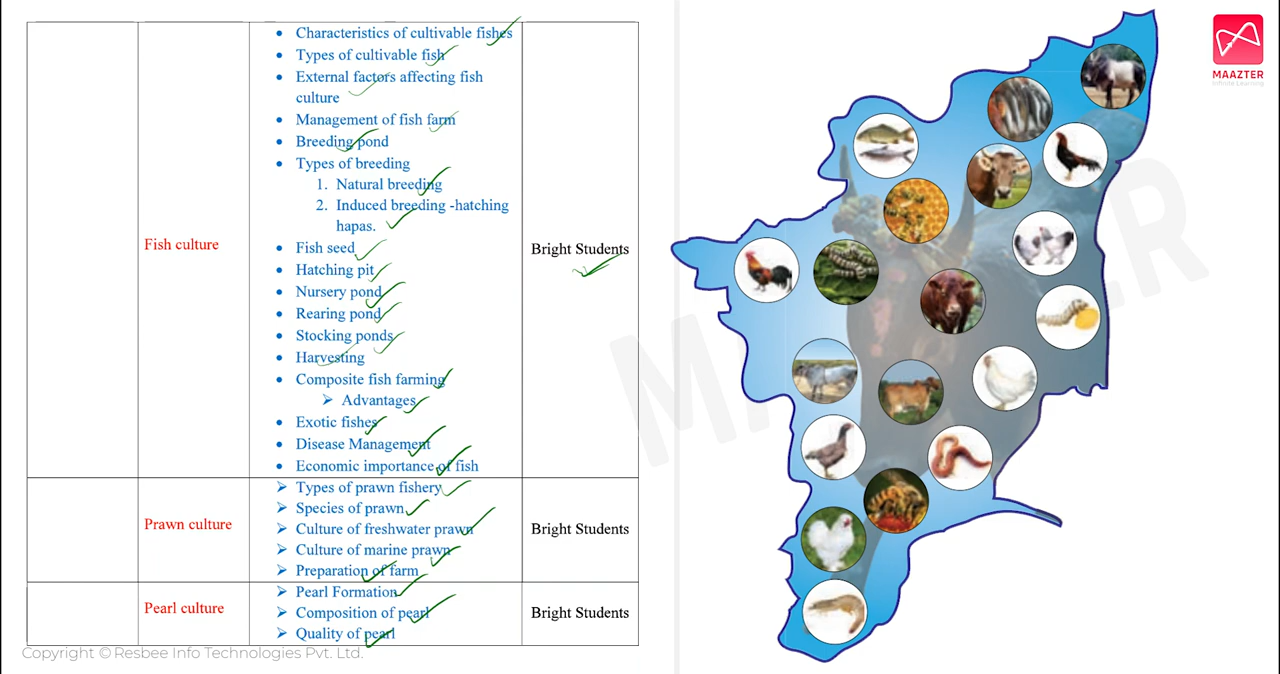 • Characteristics of cultivable fishes
• Types of cultivable fish
• External factors affecting fish
culture
• Management of fish farm
• Breeding pond
• Types of breeding
1. Natural breeding
2. Induced breeding -hatching
hapas.
Fish culture
• Fish seed
Bright Students
• Hatching pit
• Nursery pond
• Rearing pond
• Stocking ponds
• Harvesting
• Composite fish farming
➢ Advantages
• Exotic fishes
• Disease Management
• Economic importance of fish
➢ Types of prawn fishery
➢ Species of prawn
Prawn culture
➢ Culture of freshwater prawn
Bright Students
➢ Culture of marine prawn
➢ Preparation of farm
➢ Pearl Formation
Pearl culture
➢ Composition of pearl
Bright Students
➢ Quality of pearl
Copyright © Resbee Info Technologies Pvt. Ltd.
MAAZTER
Infinite Learning
MAAZTER